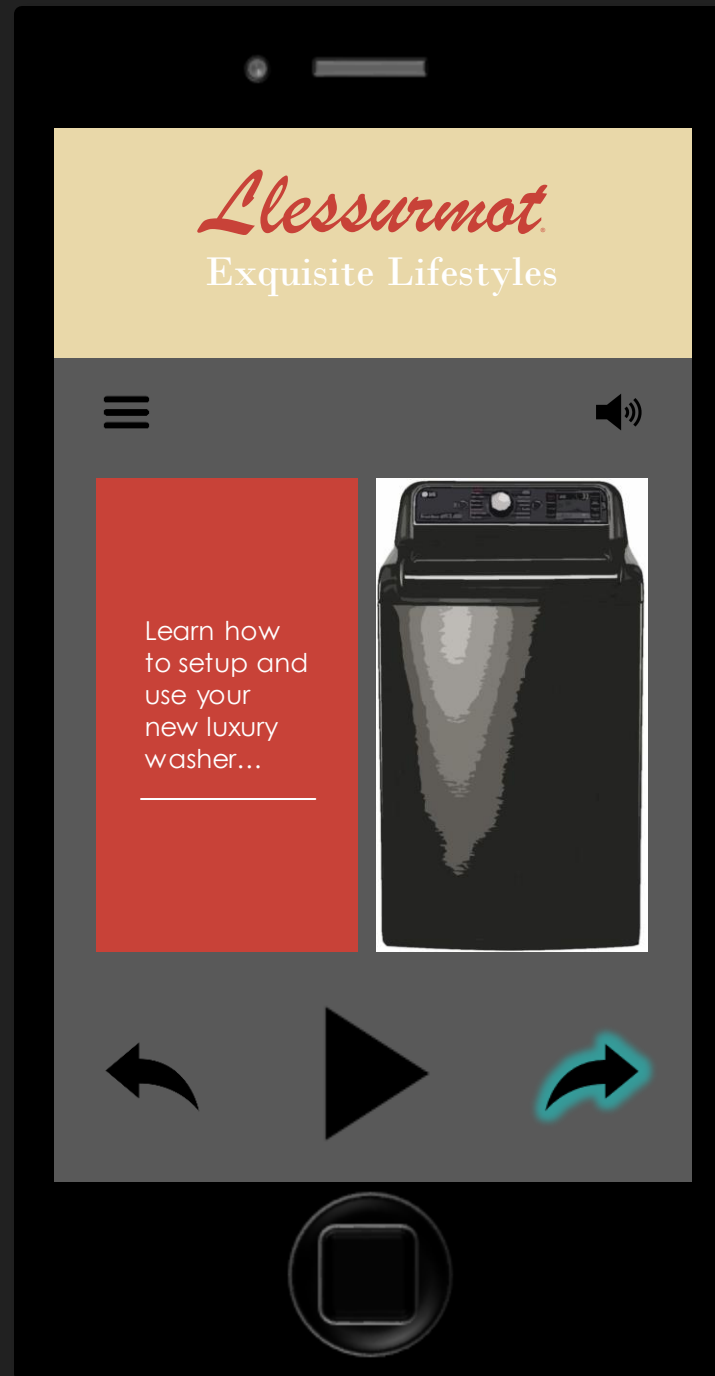 Llessurmot
Exquisite Lifestyles
Learn how
to setup and
use your
new luxury
washer...